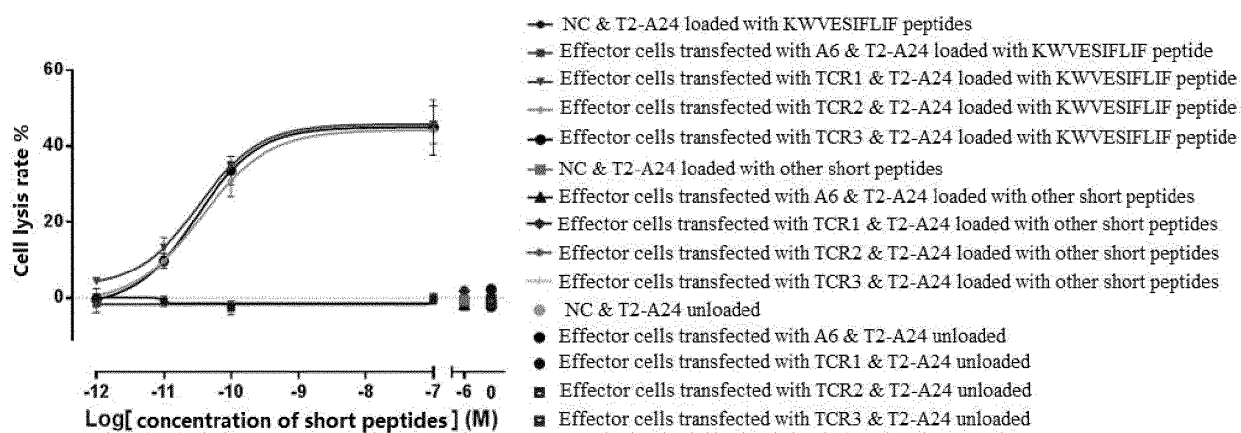 NC & T2-A24 loaded with KWVESIFLIF peptides
Effector cells transfected with A6 & T2-A24 loaded with KWVESIFLIF peptide
Effector cells transfected with TCR1 & T2-A24 loaded with KWVESIFLIF peptide
Effector cells transfected with TCR2 & T2-A24 loaded with KWVESIFLIF peptide
Effector cells transfected with TCR3 & T2-A24 loaded with KWVESIFLIF peptide
NC & T2-A24 loaded with other short peptides
Effector cells transfected with A6 & T2-A24 loaded with other short peptides
Effector cells transfected with TCR1 & T2-A24 loaded with other short peptides
Effector cells transfected with TCR2 & T2-A24 loaded with other short peptides
Effector cells transfected with TCR3 & T2-A24 loaded with other short peptides
NC & T2-A24 unloaded
Effector cells transfected with A6 & T2-A24 unloaded
Effector cells transfected with TCR1 & T2-A24 unloaded
Effector cells transfected with TCR2 & T2-A24 unloaded
Effector cells transfected with TCR3 & T2-A24 unloaded
Cell lysis rate %
60
40
20
0
-12 -11 -10 -9 -8 -7 -6 0
Log[ concentration of short peptides] (M)